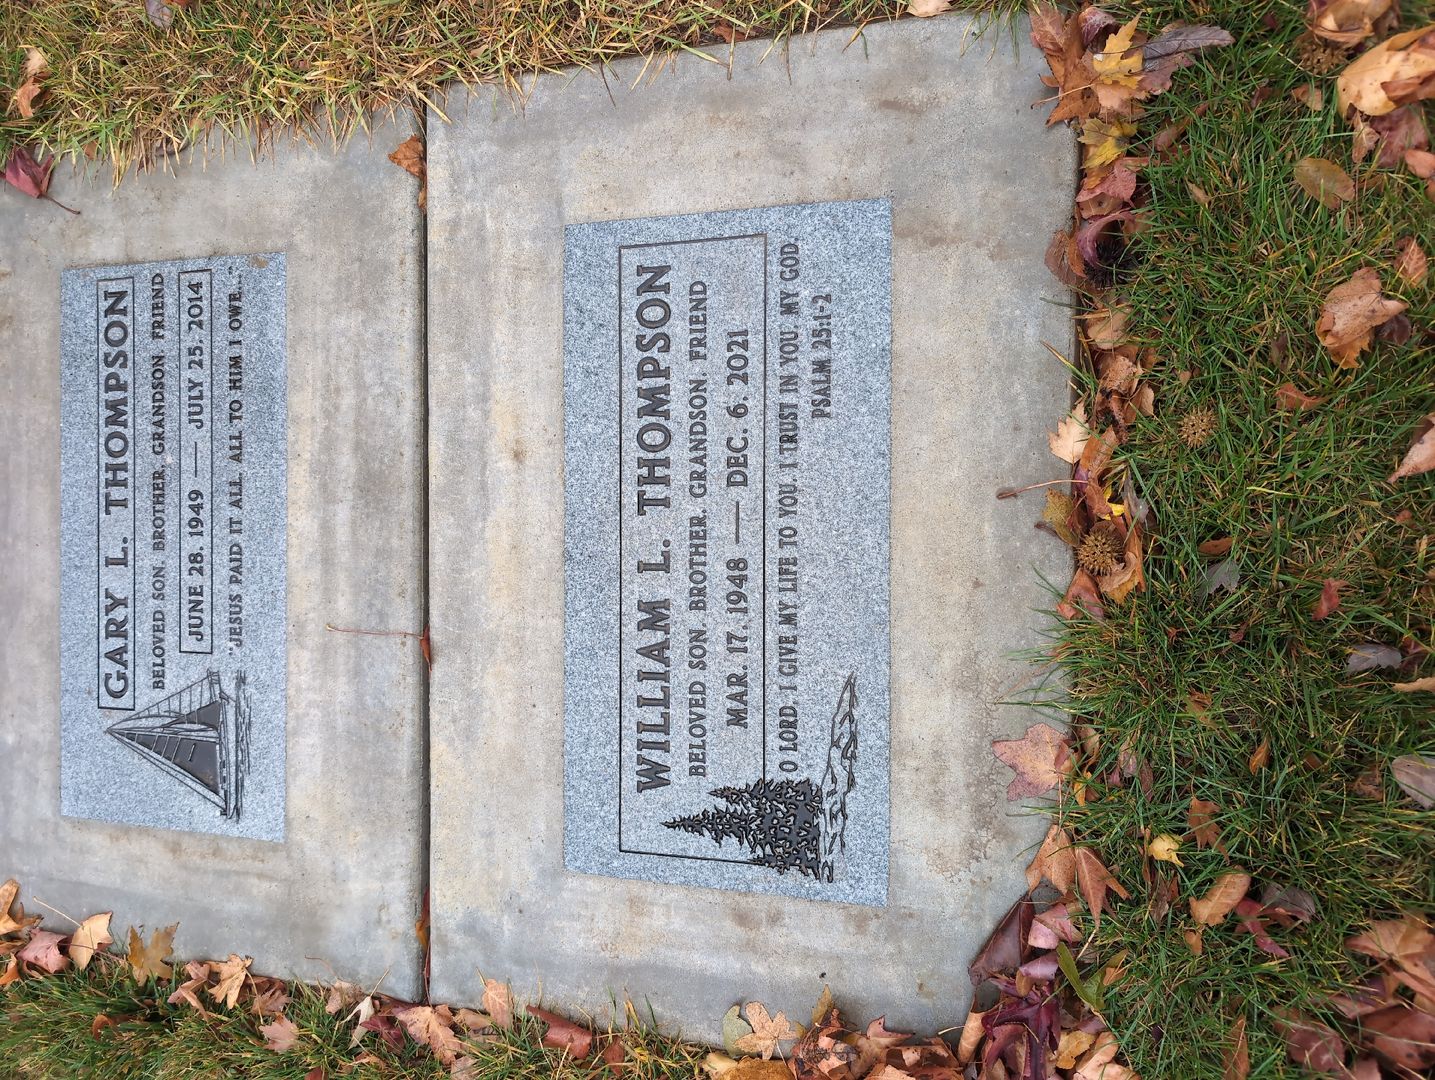 GARY L. THOMPSON
BELOVED SON, BROTHER, GRANDSON, FRIEND
JUNE 28, 1949 — JULY 25, 2014
"JESUS PAID IT ALL, ALL TO HIM I OWE..."
WILLIAM L. THOMPSON
BELOVED SON, BROTHER, GRANDSON, FRIEND
MAR. 17, 1948 — DEC. 6, 2021
O LORD, I GIVE MY LIFE TO YOU. I TRUST IN YOU, MY GOD.
PSALM 25:1-2